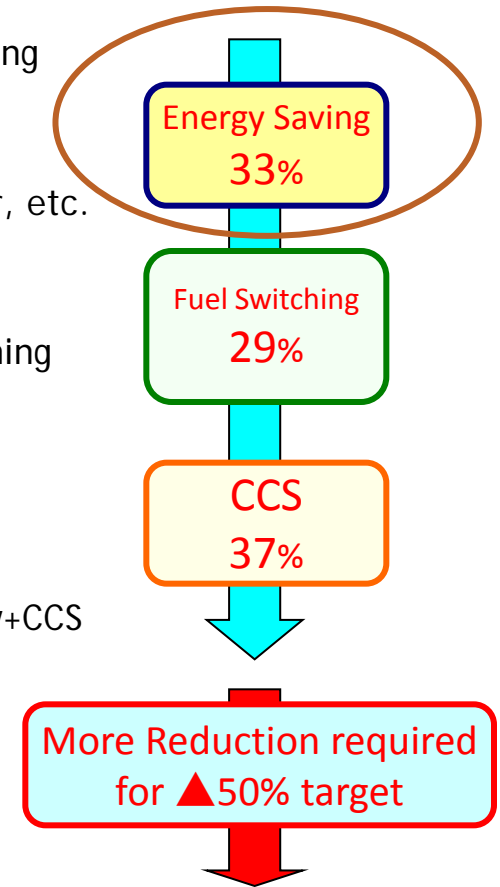 ng
Energy Saving
33%
, etc.
Fuel Switching
29%
ning
CCS
37%
+CCS
More Reduction required
for ▲50% target